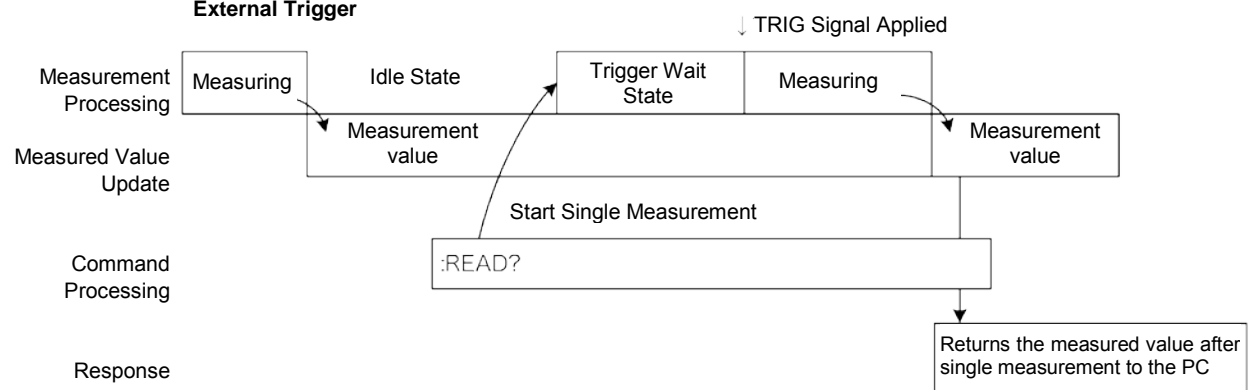 External Trigger
↓ TRIG Signal Applied
Measurement
Processing
Measuring
Idle State
Trigger Wait
State
Measuring
Measured Value
Update
Measurement
value
Measurement
value
Start Single Measurement
Command
Processing
:READ?
Response
Returns the measured value after
single measurement to the PC